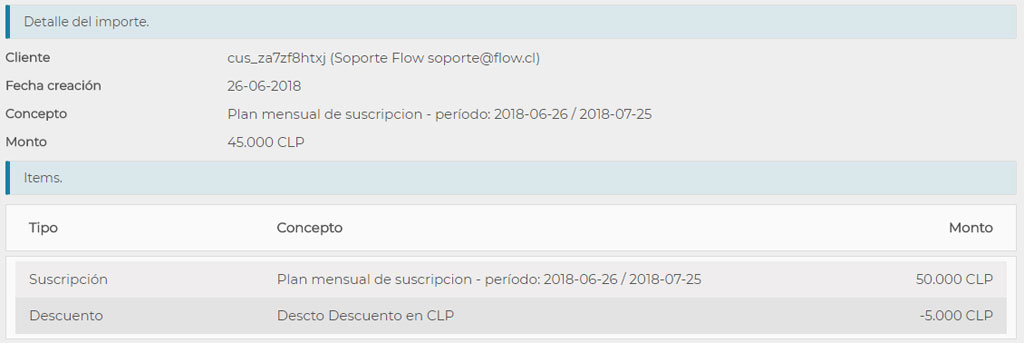 Detalle del importe.
Cliente cus_za7zf8htxj (Soporte Flow soporte@flow.cl)
Fecha creación 26-06-2018
Concepto Plan mensual de suscripcion - período: 2018-06-26 / 2018-07-25
Monto 45.000 CLP
Items.
Tipo Concepto Monto
Suscripción Plan mensual de suscripcion - período: 2018-06-26 / 2018-07-25 50.000 CLP
Descuento Descto Descuento en CLP -5.000 CLP